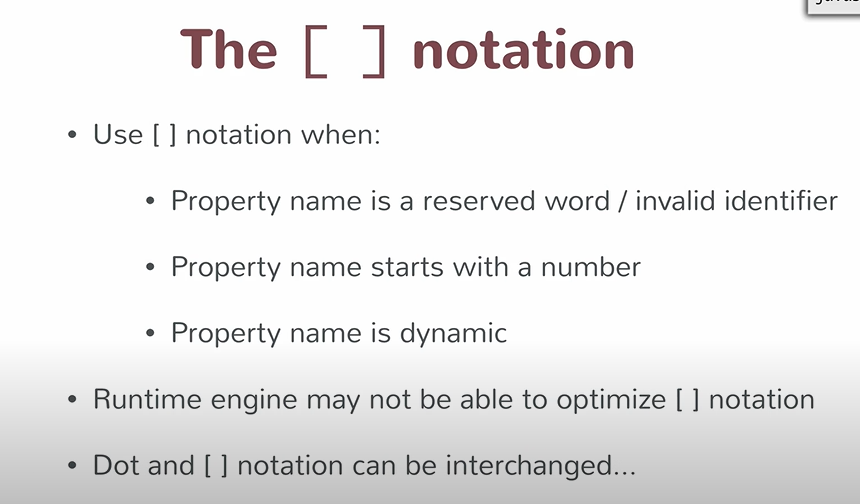 The [ ] notation
• Use [ ] notation when:
• Property name is a reserved word / invalid identifier
• Property name starts with a number
• Property name is dynamic
• Runtime engine may not be able to optimize [ ] notation
• Dot and [ ] notation can be interchanged...